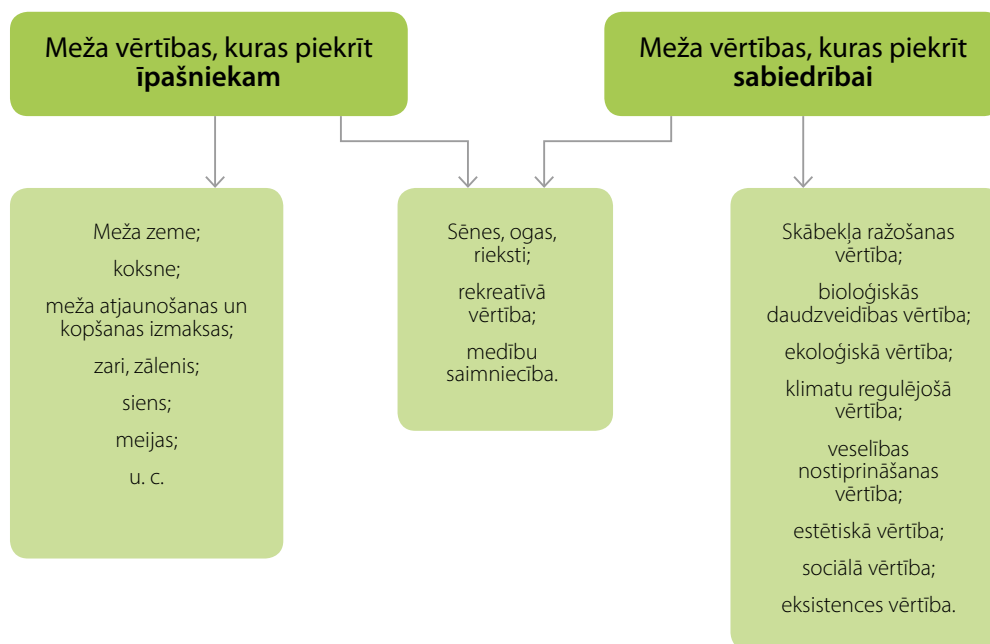 Meža vērtības, kuras piekrīt
īpašniekam
Meža vērtības, kuras piekrīt
sabiedrībai
Meža zeme;
koksne;
meža atjaunošanas un
kopšanas izmaksas;
zari, zālenis;
siens;
meijas;
u. c.
Sēnes, ogas,
rieksti;
rekreatīvā
vērtība;
medību
saimniecība.
Skābekļa ražošanas
vērtība;
bioloģiskās
daudzveidības vērtība;
ekoloģiskā vērtība;
klimatu regulējošā
vērtība;
veselības
nostiprināšanas
vērtība;
estētiskā vērtība;
sociālā vērtība;
eksistences vērtība.